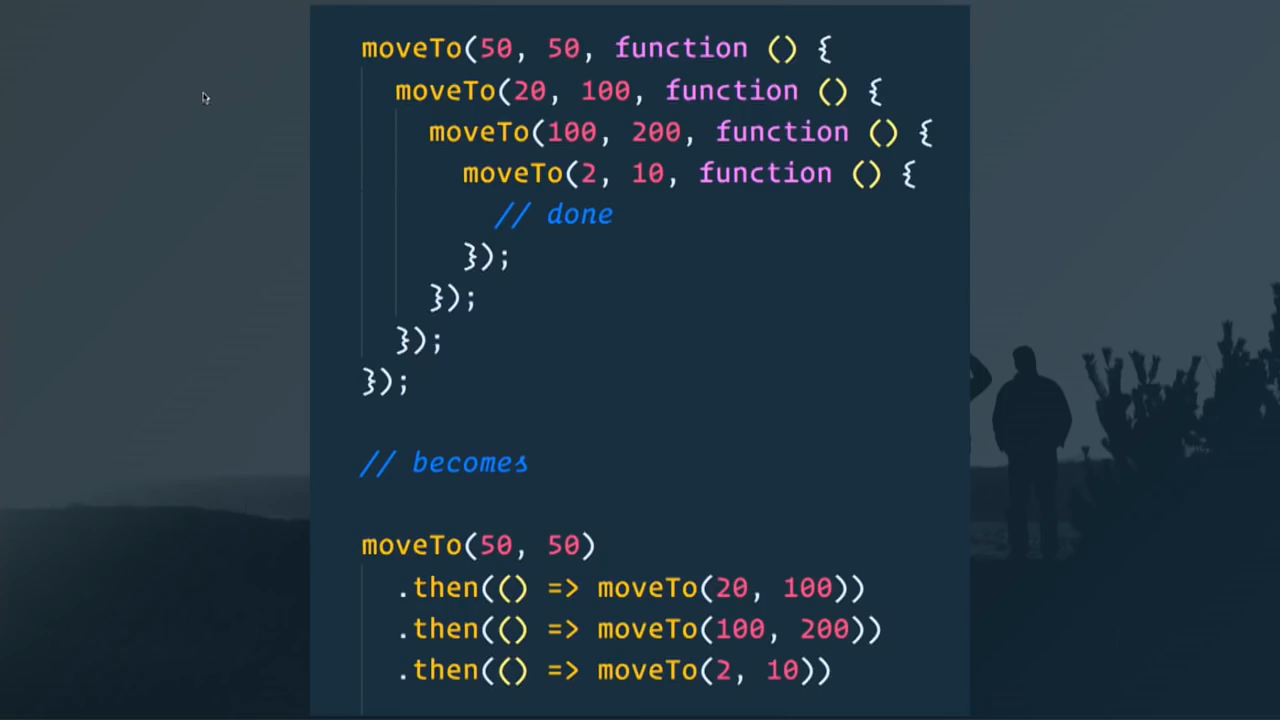 moveTo(50, 50, function () {
moveTo(20, 100, function () {
moveTo(100, 200, function () {
moveTo(2, 10, function () {
// done
});
});
});
});
// becomes
moveTo(50, 50)
.then(() => moveTo(20, 100))
.then(() => moveTo(100, 200))
.then(() => moveTo(2, 10))